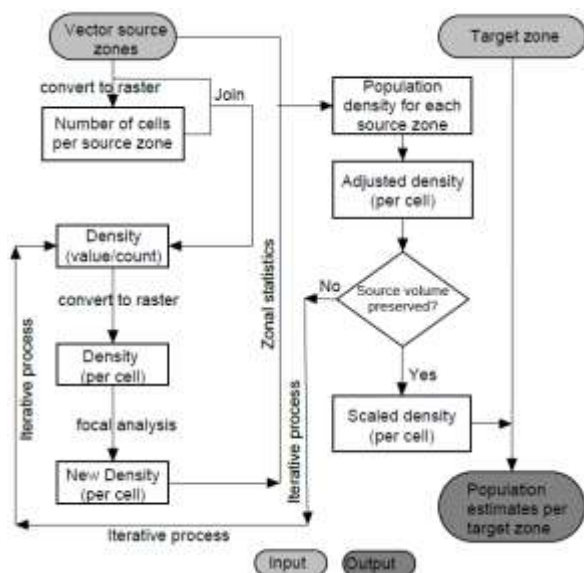 Vector source
zones
convert to raster
Join
Number of cells
per source zone
Density
(value/count)
convert to raster
Density
(per cell)
focal analysis
New Density
(per cell)
Iterative process
Iterative process
Zonal statistics
Iterative process
Population
density for each
source zone
Adjusted density
(per cell)
No
Source volume
preserved?
Yes
Scaled density
(per cell)
Target zone
Population
estimates per
target zone
Input
Output